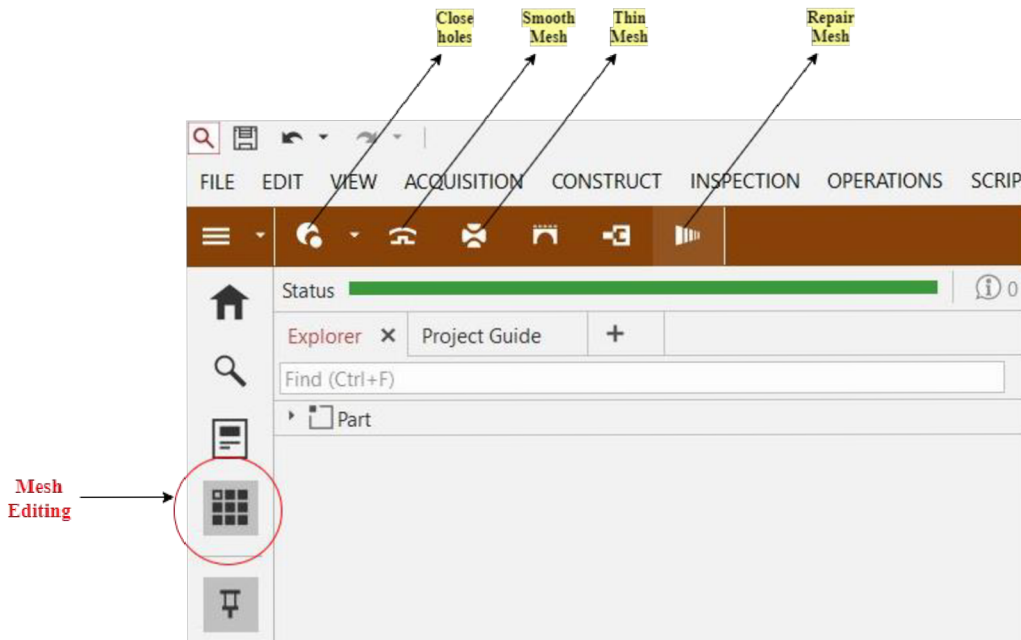 Close holes
Smooth Mesh
Thin Mesh
Repair Mesh
FILE EDIT VIEW ACQUISITION CONSTRUCT INSPECTION OPERATIONS SCRIP
Status 0
Explorer Project Guide +
Find (Ctrl+F)
Part
Mesh
Editing